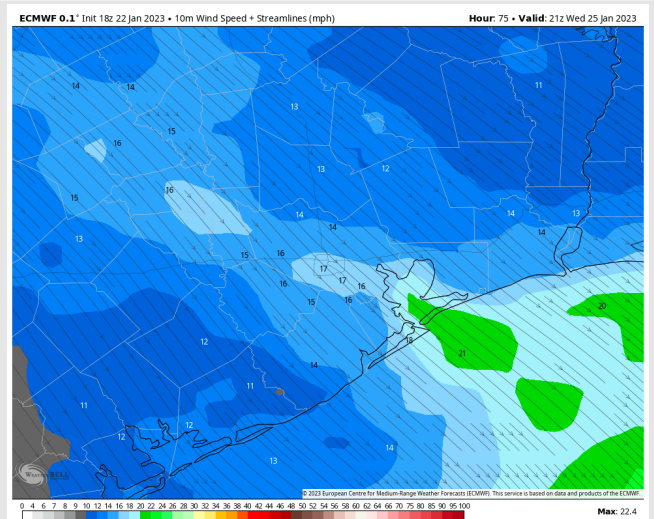 ECMWF 0.1° Init 18z 22 Jan 2023 • 10m Wind Speed + Streamlines (mph) Hour: 75 • Valid: 21z Wed 25 Jan 2023
11
14 14
13
15
16
13 12
16
15
14 14 13
13 14 14
15 16
17
16 17 16
15 16
20
12 18
21
14
11
11
12
12
14
13
WeatherBELL
© 2023 European Centre for Medium-Range Weather Forecasts (ECMWF). This service is based on data and products of the ECMWF.
0 4 6 7 8 9 10 12 14 16 18 20 22 24 26 28 30 32 34 36 38 40 42 44 46 48 50 52 54 56 58 60 62 64 66 68 70 75 80 85 90 95 100
Max: 22.4